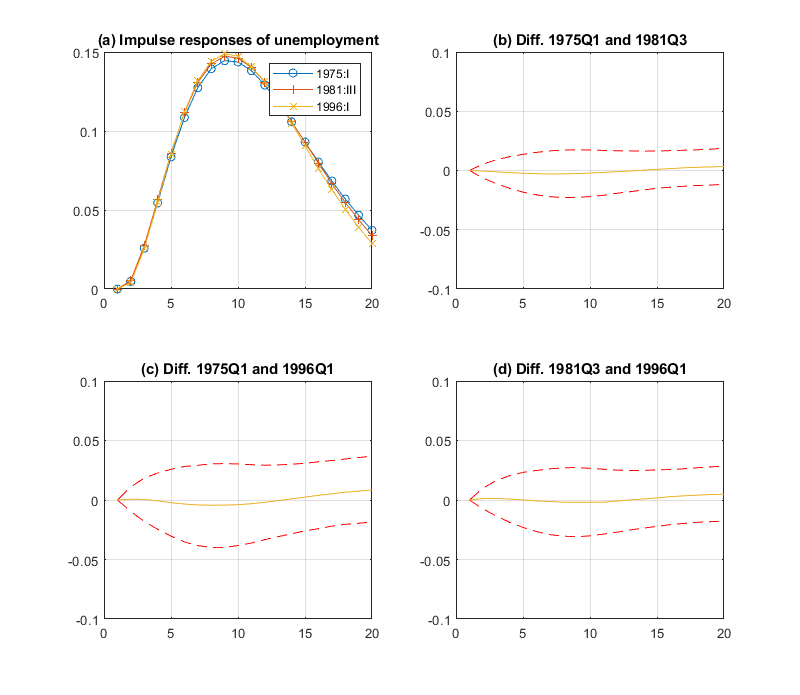 (a) Impulse responses of unemployment
0.15
0.1
0.05
0
0 5 10 15 20
1975:I
1981:III
1996:I
(b) Diff. 1975Q1 and 1981Q3
0.1
0.05
0
-0.05
-0.1
0 5 10 15 20
(c) Diff. 1975Q1 and 1996Q1
0.1
0.05
0
-0.05
-0.1
0 5 10 15 20
(d) Diff. 1981Q3 and 1996Q1
0.1
0.05
0
-0.05
-0.1
0 5 10 15 20